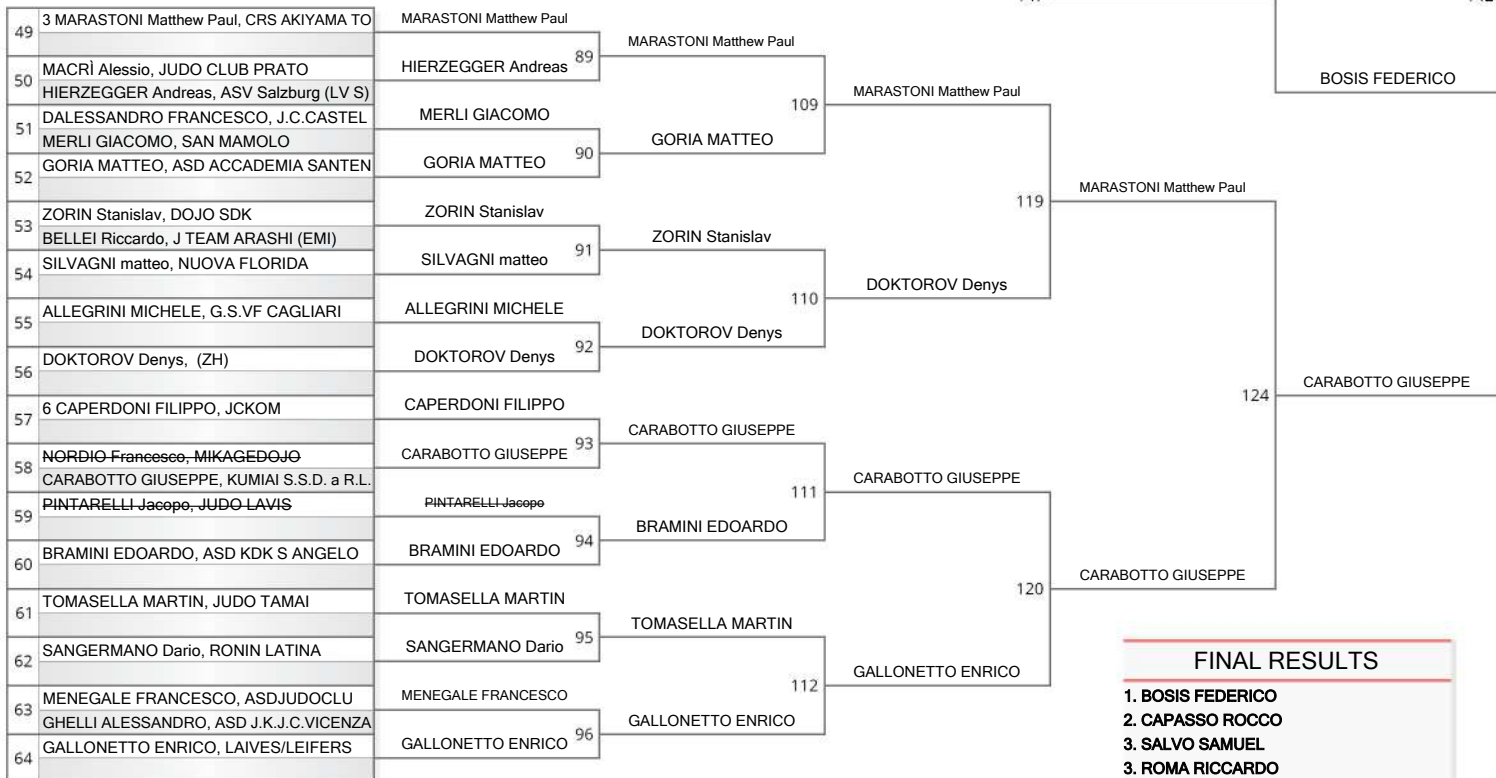 49
3 MARASTONI Matthew Paul, CRS AKIYAMA TO
50
MACRÌ Alessio, JUDO CLUB PRATO
HIERZEGGER Andreas, ASV Salzburg (LV S)
51
DALESSANDRO FRANCESCO, J.C.CASTEL
MERLI GIACOMO, SAN MAMOLO
52
GORIA MATTEO, ASD ACCADEMIA SANTEN
53
ZORIN Stanislav, DOJO SDK
BELLEI Riccardo, J TEAM ARASHI (EMI)
54
SILVAGNI matteo, NUOVA FLORIDA
55
ALLEGRINI MICHELE, G.S.VF CAGLIARI
56
DOKTOROV Denys, (ZH)
57
6 CAPERDONI FILIPPO, JCKOM
58
NORDIO Francesco, MIKAGEDOJO
CARABOTTO GIUSEPPE, KUMIAI S.S.D. a R.L.
59
PINTARELLI Jacopo, JUDO LAVIS
60
BRAMINI EDOARDO, ASD KDK S ANGELO
61
TOMASELLA MARTIN, JUDO TAMAI
62
SANGERMANO Dario, RONIN LATINA
63
MENEGALE FRANCESCO, ASDJUDOCLU
GHELLI ALESSANDRO, ASD J.K.J.C.VICENZA
64
GALLONETTO ENRICO, LAIVES/LEIFERS
MARASTONI Matthew Paul
89
HIERZEGGER Andreas
MERLI GIACOMO
90
GORIA MATTEO
ZORIN Stanislav
91
SILVAGNI matteo
ALLEGRINI MICHELE
92
DOKTOROV Denys
CAPERDONI FILIPPO
93
CARABOTTO GIUSEPPE
PINTARELLI Jacopo
94
BRAMINI EDOARDO
TOMASELLA MARTIN
95
SANGERMANO Dario
MENEGALE FRANCESCO
96
GALLONETTO ENRICO
MARASTONI Matthew Paul
109
GORIA MATTEO
ZORIN Stanislav
110
DOKTOROV Denys
CARABOTTO GIUSEPPE
111
BRAMINI EDOARDO
TOMASELLA MARTIN
112
GALLONETTO ENRICO
MARASTONI Matthew Paul
119
DOKTOROV Denys
CARABOTTO GIUSEPPE
120
GALLONETTO ENRICO
MARASTONI Matthew Paul
124
CARABOTTO GIUSEPPE
BOSIS FEDERICO
CARABOTTO GIUSEPPE
FINAL RESULTS
1. BOSIS FEDERICO
2. CAPASSO ROCCO
3. SALVO SAMUEL
3. ROMA RICCARDO